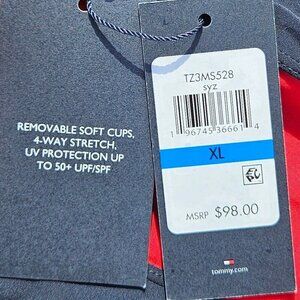 REMOVABLE SOFT CUPS,
4-WAY STRETCH,
UV PROTECTION UP
TO 50+ UPF/SPF
TZ3MS528
syz
1 96745 36661 4
XL
MSRP $98.00
tommy.com